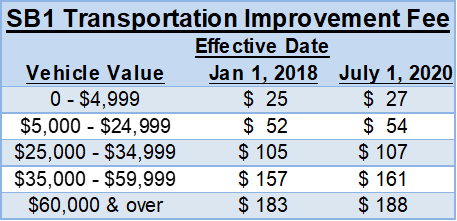 SB1 Transportation Improvement Fee
Effective Date
Vehicle Value Jan 1, 2018 July 1, 2020
0 - $4,999 $ 25 $ 27
$5,000 - $24,999 $ 52 $ 54
$25,000 - $34,999 $ 105 $ 107
$35,000 - $59,999 $ 157 $ 161
$60,000 & over $ 183 $ 188